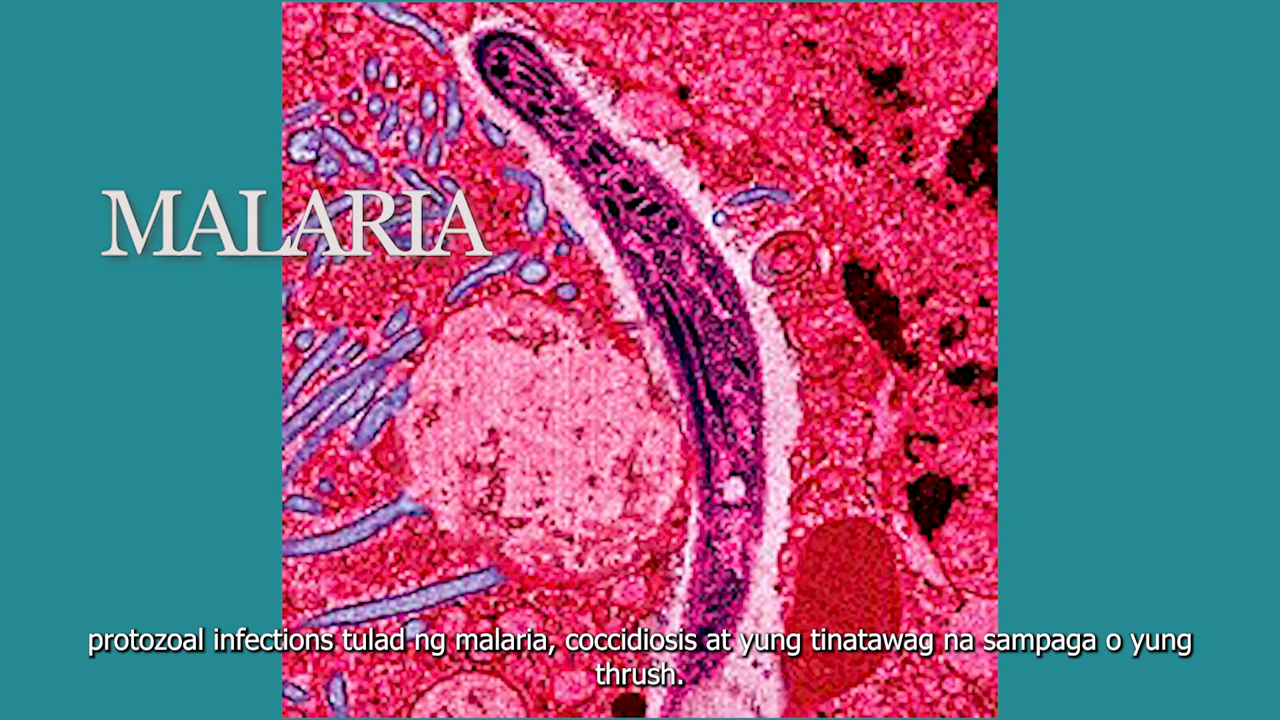 MALARIA
protozoal infections tulad ng malaria, coccidiosis at yung tinatawag na sampaga o yung
thrush.